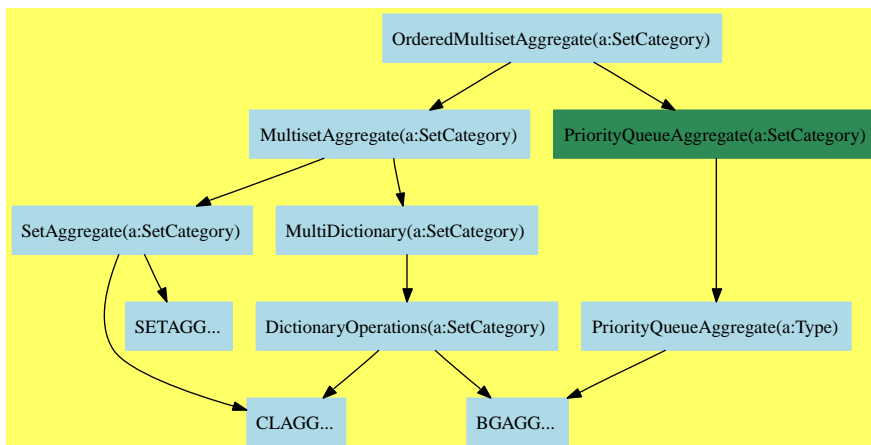 OrderedMultisetAggregate(a:SetCategory)
MultisetAggregate(a:SetCategory)
PriorityQueueAggregate(a:SetCategory)
SetAggregate(a:SetCategory)
MultiDictionary(a:SetCategory)
SETAGG...
DictionaryOperations(a:SetCategory)
PriorityQueueAggregate(a:Type)
CLAGG...
BGAGG...